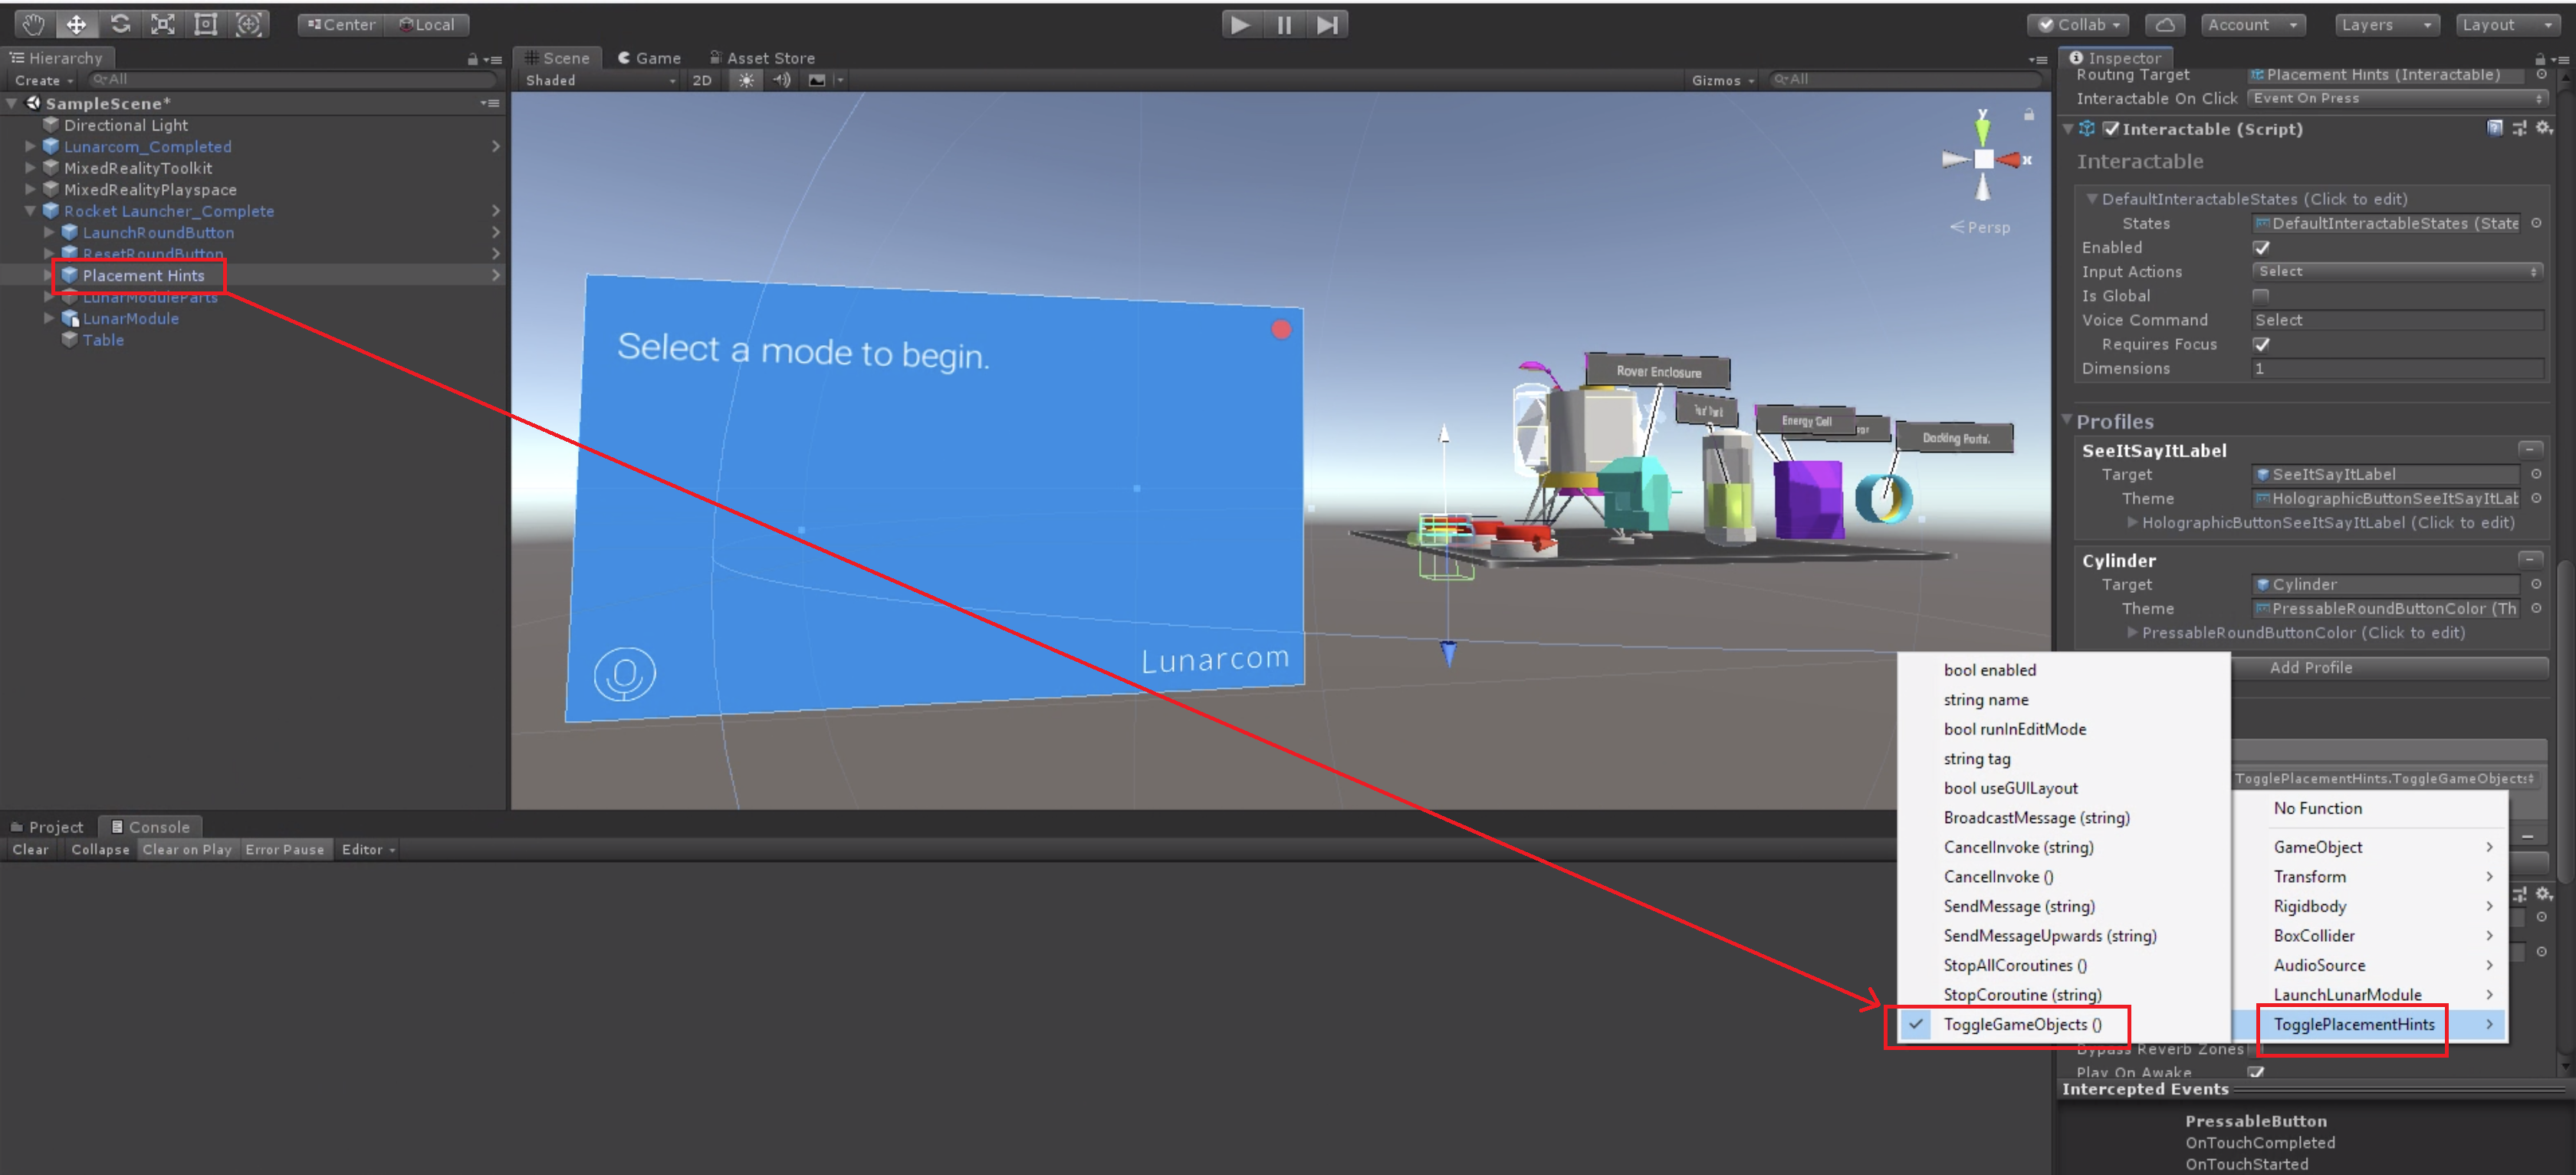 Center
Local
Collab
Account
Layers
Layout
Hierarchy
Create
All
SampleScene*
Directional Light
Lunarcom_Completed
MixedRealityToolkit
MixedRealityPlayspace
Rocket Launcher_Complete
LaunchRoundButton
ResetRoundButton
Placement Hints
LunarModuleParts
LunarModule
Table
Scene
Game
Asset Store
Shaded
2D
Gizmos
All
y
x
Persp
Select a mode to begin.
Lunarcom
Rover Enclosure
Energy Cell
Docking Portal
Project
Console
Clear
Collapse
Clear on Play
Error Pause
Editor
Inspector
Routing Target
Placement Hints (Interactable)
Interactable On Click
Event On Press
Interactable (Script)
Interactable
DefaultInteractableStates (Click to edit)
States
DefaultInteractableStates (State
Enabled
Input Actions
Select
Is Global
Voice Command
Select
Requires Focus
Dimensions
1
Profiles
SeeItSayItLabel
Target
SeeItSayItLabel
Theme
HolographicButtonSeeItSayItLab
HolographicButtonSeeItSayItLabel (Click to edit)
Cylinder
Target
Cylinder
Theme
PressableRoundButtonColor (Th
PressableRoundButtonColor (Click to edit)
Add Profile
TogglePlacementHints.ToggleGameObjects
bool enabled
string name
bool runInEditMode
string tag
bool useGUILayout
BroadcastMessage (string)
CancelInvoke (string)
CancelInvoke ()
SendMessage (string)
SendMessageUpwards (string)
StopAllCoroutines ()
StopCoroutine (string)
ToggleGameObjects ()
No Function
GameObject
Transform
Rigidbody
BoxCollider
AudioSource
LaunchLunarModule
TogglePlacementHints
Bypass Reverb Zones
Play On Awake
Intercepted Events
PressableButton
OnTouchCompleted
OnTouchStarted